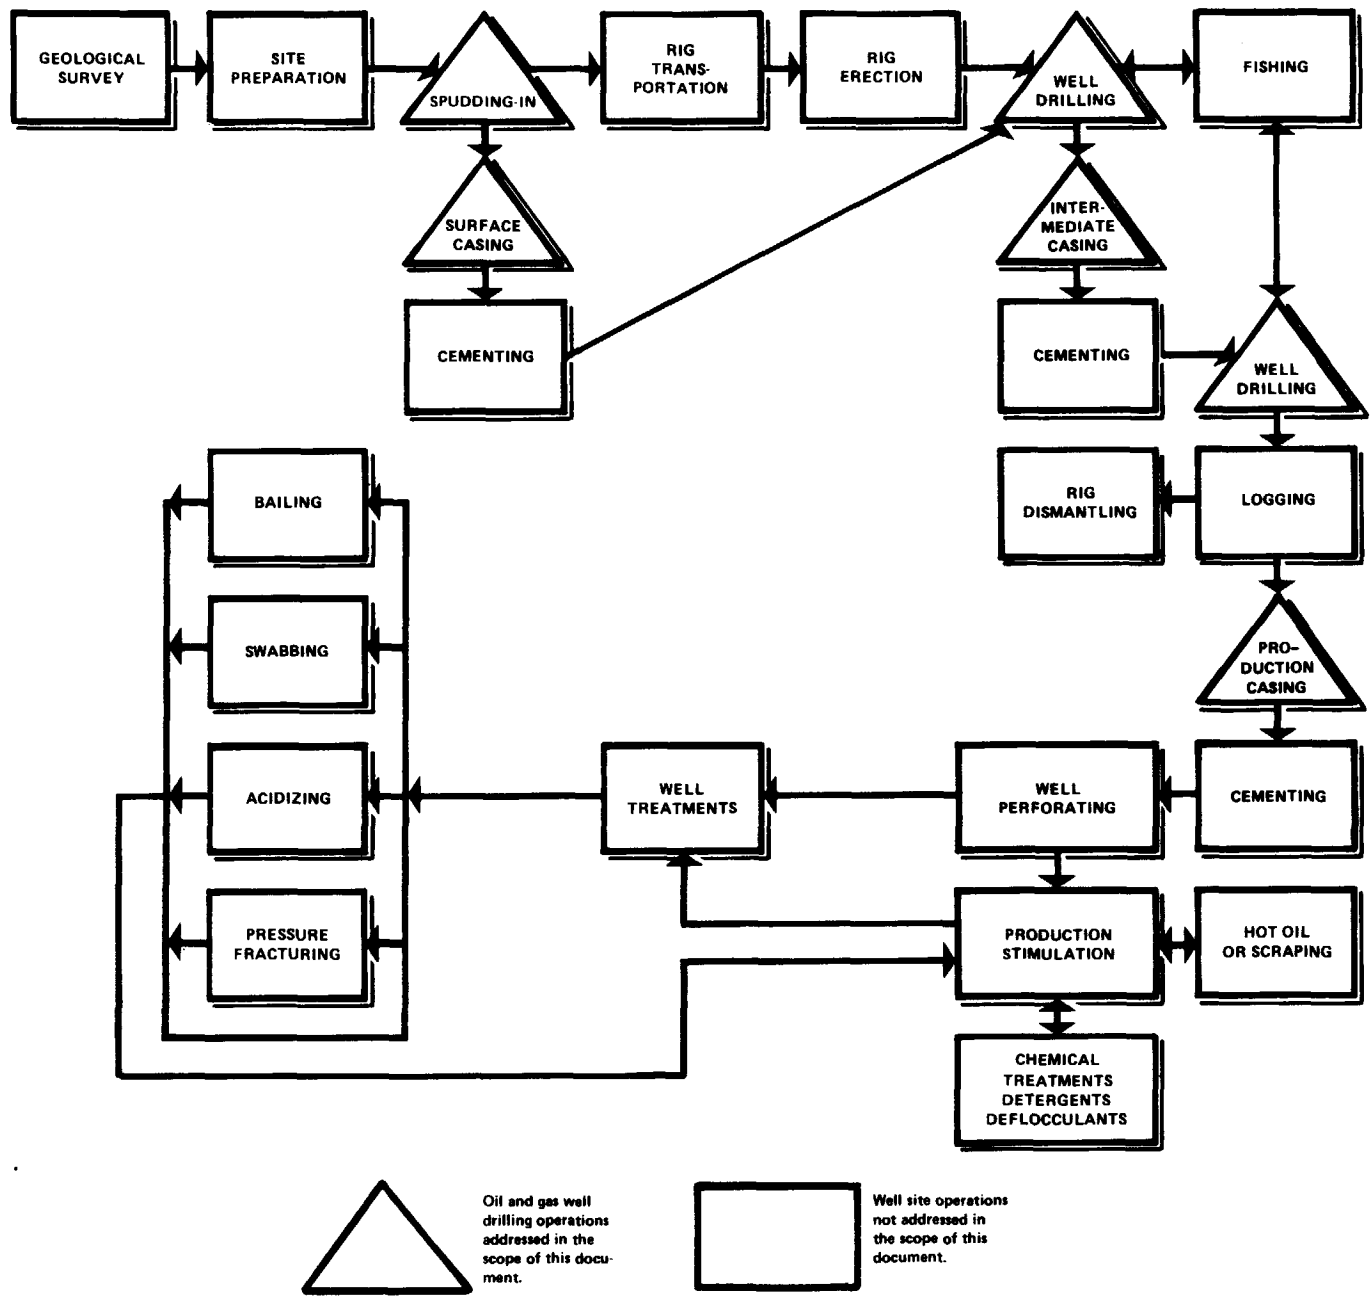 GEOLOGICAL
SURVEY
SITE
PREPARATION
SPUDDING-IN
RIG
TRANS-
PORTATION
RIG
ERECTION
WELL
DRILLING
FISHING
SURFACE
CASING
INTER-
MEDIATE
CASING
CEMENTING
CEMENTING
WELL
DRILLING
BAILING
RIG
DISMANTLING
LOGGING
SWABBING
PRO-
DUCTION
CASING
ACIDIZING
WELL
TREATMENTS
WELL
PERFORATING
CEMENTING
PRESSURE
FRACTURING
PRODUCTION
STIMULATION
HOT OIL
OR SCRAPING
CHEMICAL
TREATMENTS
DETERGENTS
DEFLOCCULANTS
Oil and gas well
drilling operations
addressed in the
scope of this docu-
ment.
Well site operations
not addressed in
the scope of this
document.